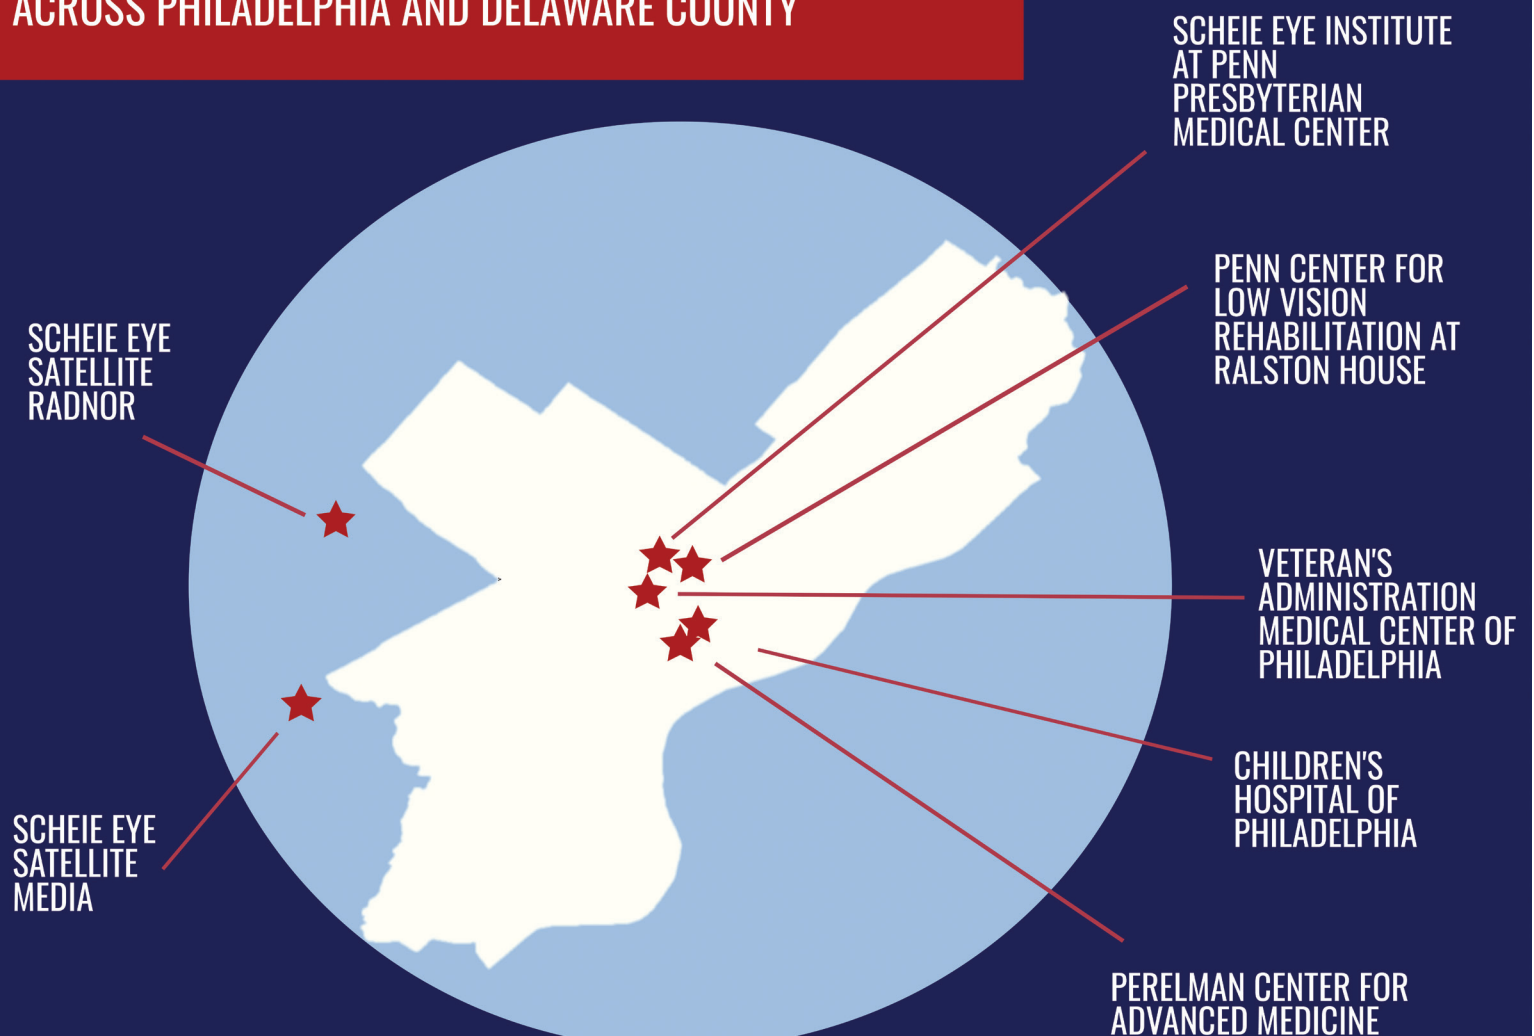 ACROSS PHILADELPHIA AND DELAWARE COUNTY
SCHEIE EYE INSTITUTE
AT PENN
PRESBYTERIAN
MEDICAL CENTER
PENN CENTER FOR
LOW VISION
REHABILITATION AT
RALSTON HOUSE
SCHEIE EYE
SATELLITE
RADNOR
VETERAN'S
ADMINISTRATION
MEDICAL CENTER OF
PHILADELPHIA
CHILDREN'S
HOSPITAL OF
PHILADELPHIA
SCHEIE EYE
SATELLITE
MEDIA
PERELMAN CENTER FOR
ADVANCED MEDICINE